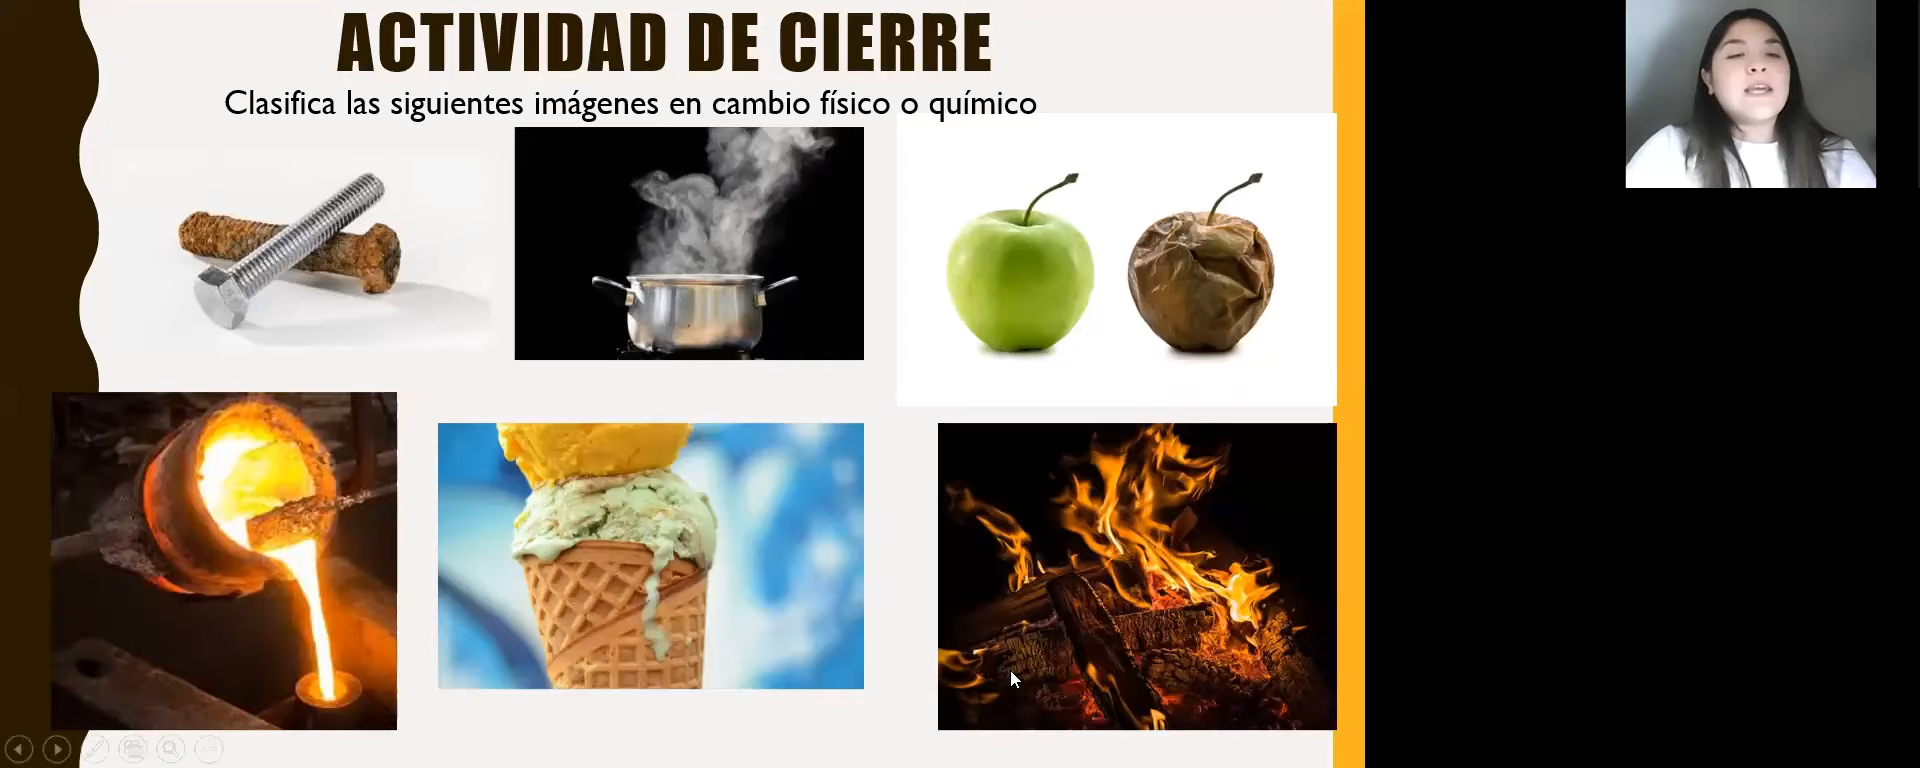 ACTIVIDAD DE CIERRE
Clasifica las siguientes imágenes en cambio físico o químico